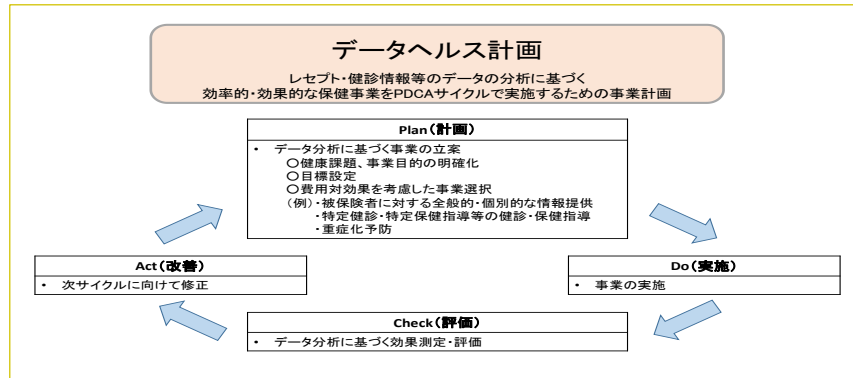 データヘルス計画
レセプト・健診情報等のデータの分析に基づく
効率的・効果的な保健事業をPDCAサイクルで実施するための事業計画
Plan(計画)
・ データ分析に基づく事業の立案
○健康課題、事業目的の明確化
○目標設定
○費用対効果を考慮した事業選択
(例)・被保険者に対する全般的・個別的な情報提供
・特定健診・特定保健指導等の健診・保健指導
・重症化予防
Act(改善)
・ 次サイクルに向けて修正
Do(実施)
・ 事業の実施
Check(評価)
・ データ分析に基づく効果測定・評価